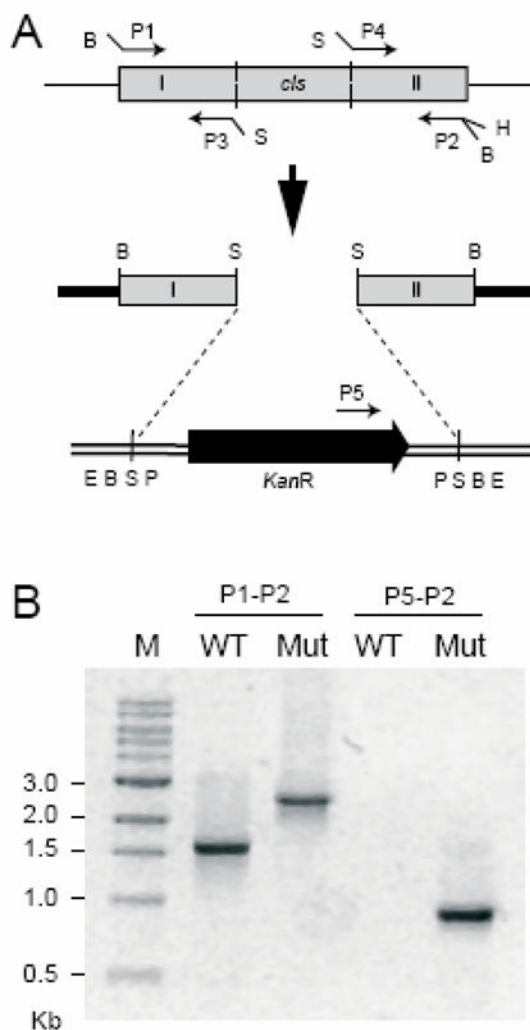 A
B P1 S P4
I cls II
P3 S P2 H
B
B S S B
I II
P5
E B S P KanR P S B E
B
P1-P2 P5-P2
M WT Mut WT Mut
3.0
2.0
1.5
1.0
0.5
Kb